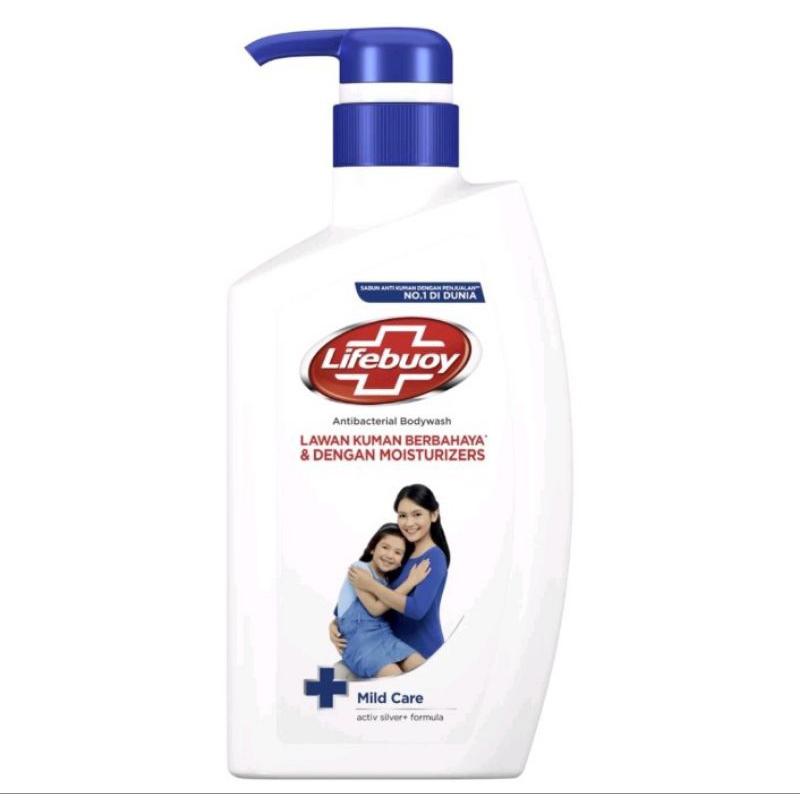 SABUN ANTI KUMAN DENGAN PENJUALAN**
NO.1 DI DUNIA
Lifebuoy
Antibacterial Bodywash
LAWAN KUMAN BERBAHAYA*
& DENGAN MOISTURIZERS
Mild Care
activ silver+ formula